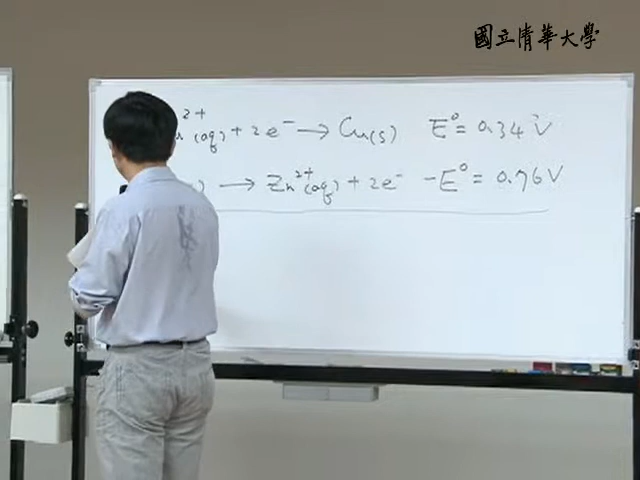 國立清華大學
2+ (aq) + 2e⁻ → Cu(s) E° = 0.34 V
) → Zn²⁺(aq) + 2e⁻ -E° = 0.76 V